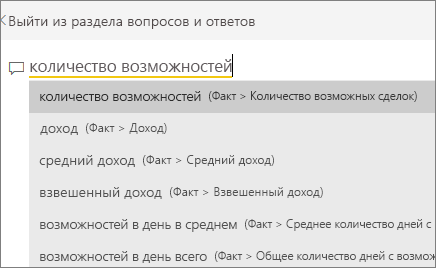 Выйти из раздела вопросов и ответов
количество возможностей
количество возможностей (Факт > Количество возможных сделок)
доход (Факт > Доход)
средний доход (Факт > Средний доход)
взвешенный доход (Факт > Взвешенный доход)
возможностей в день в среднем (Факт > Среднее количество дней с
возможностей в день всего (Факт > Общее количество дней с возмож